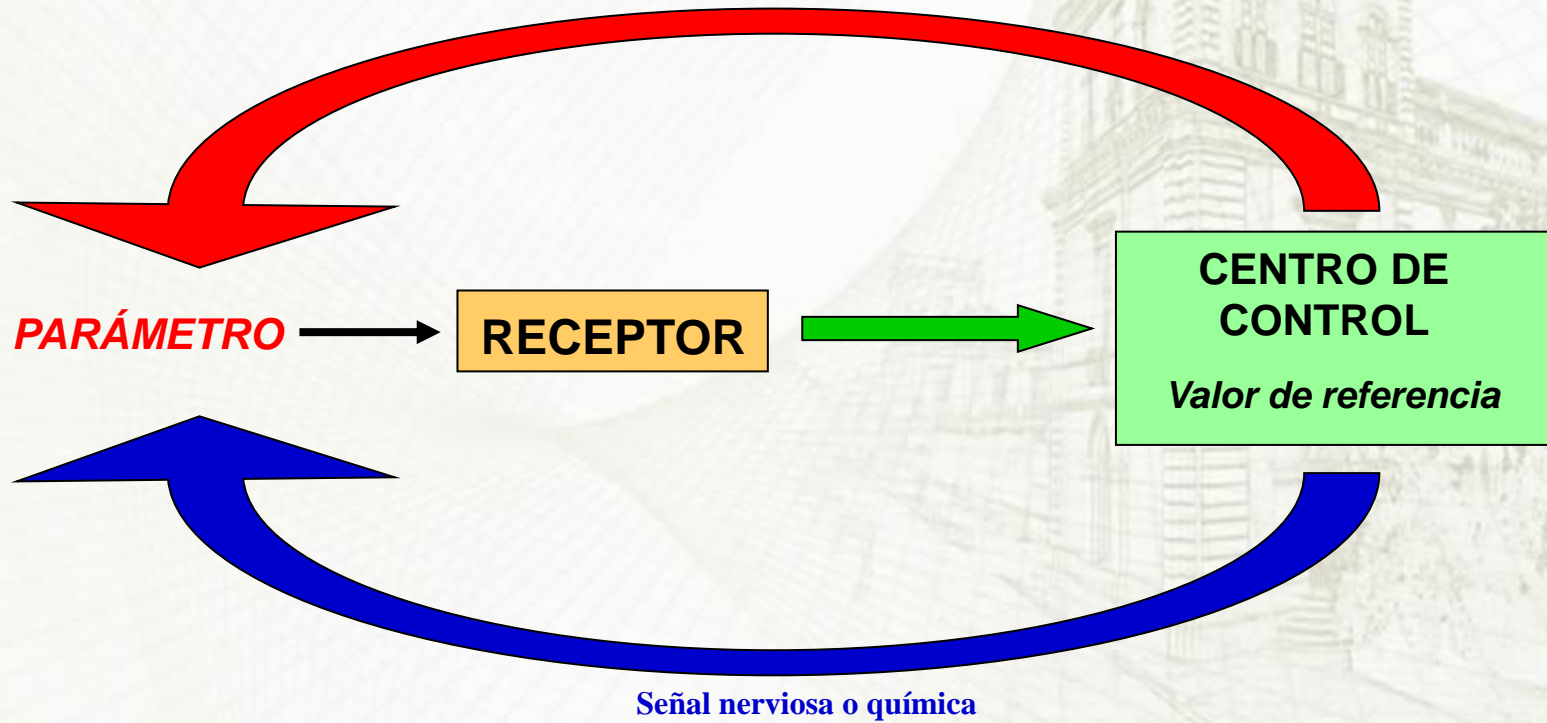 PARÁMETRO
RECEPTOR
CENTRO DE
CONTROL
Valor de referencia
Señal nerviosa o química